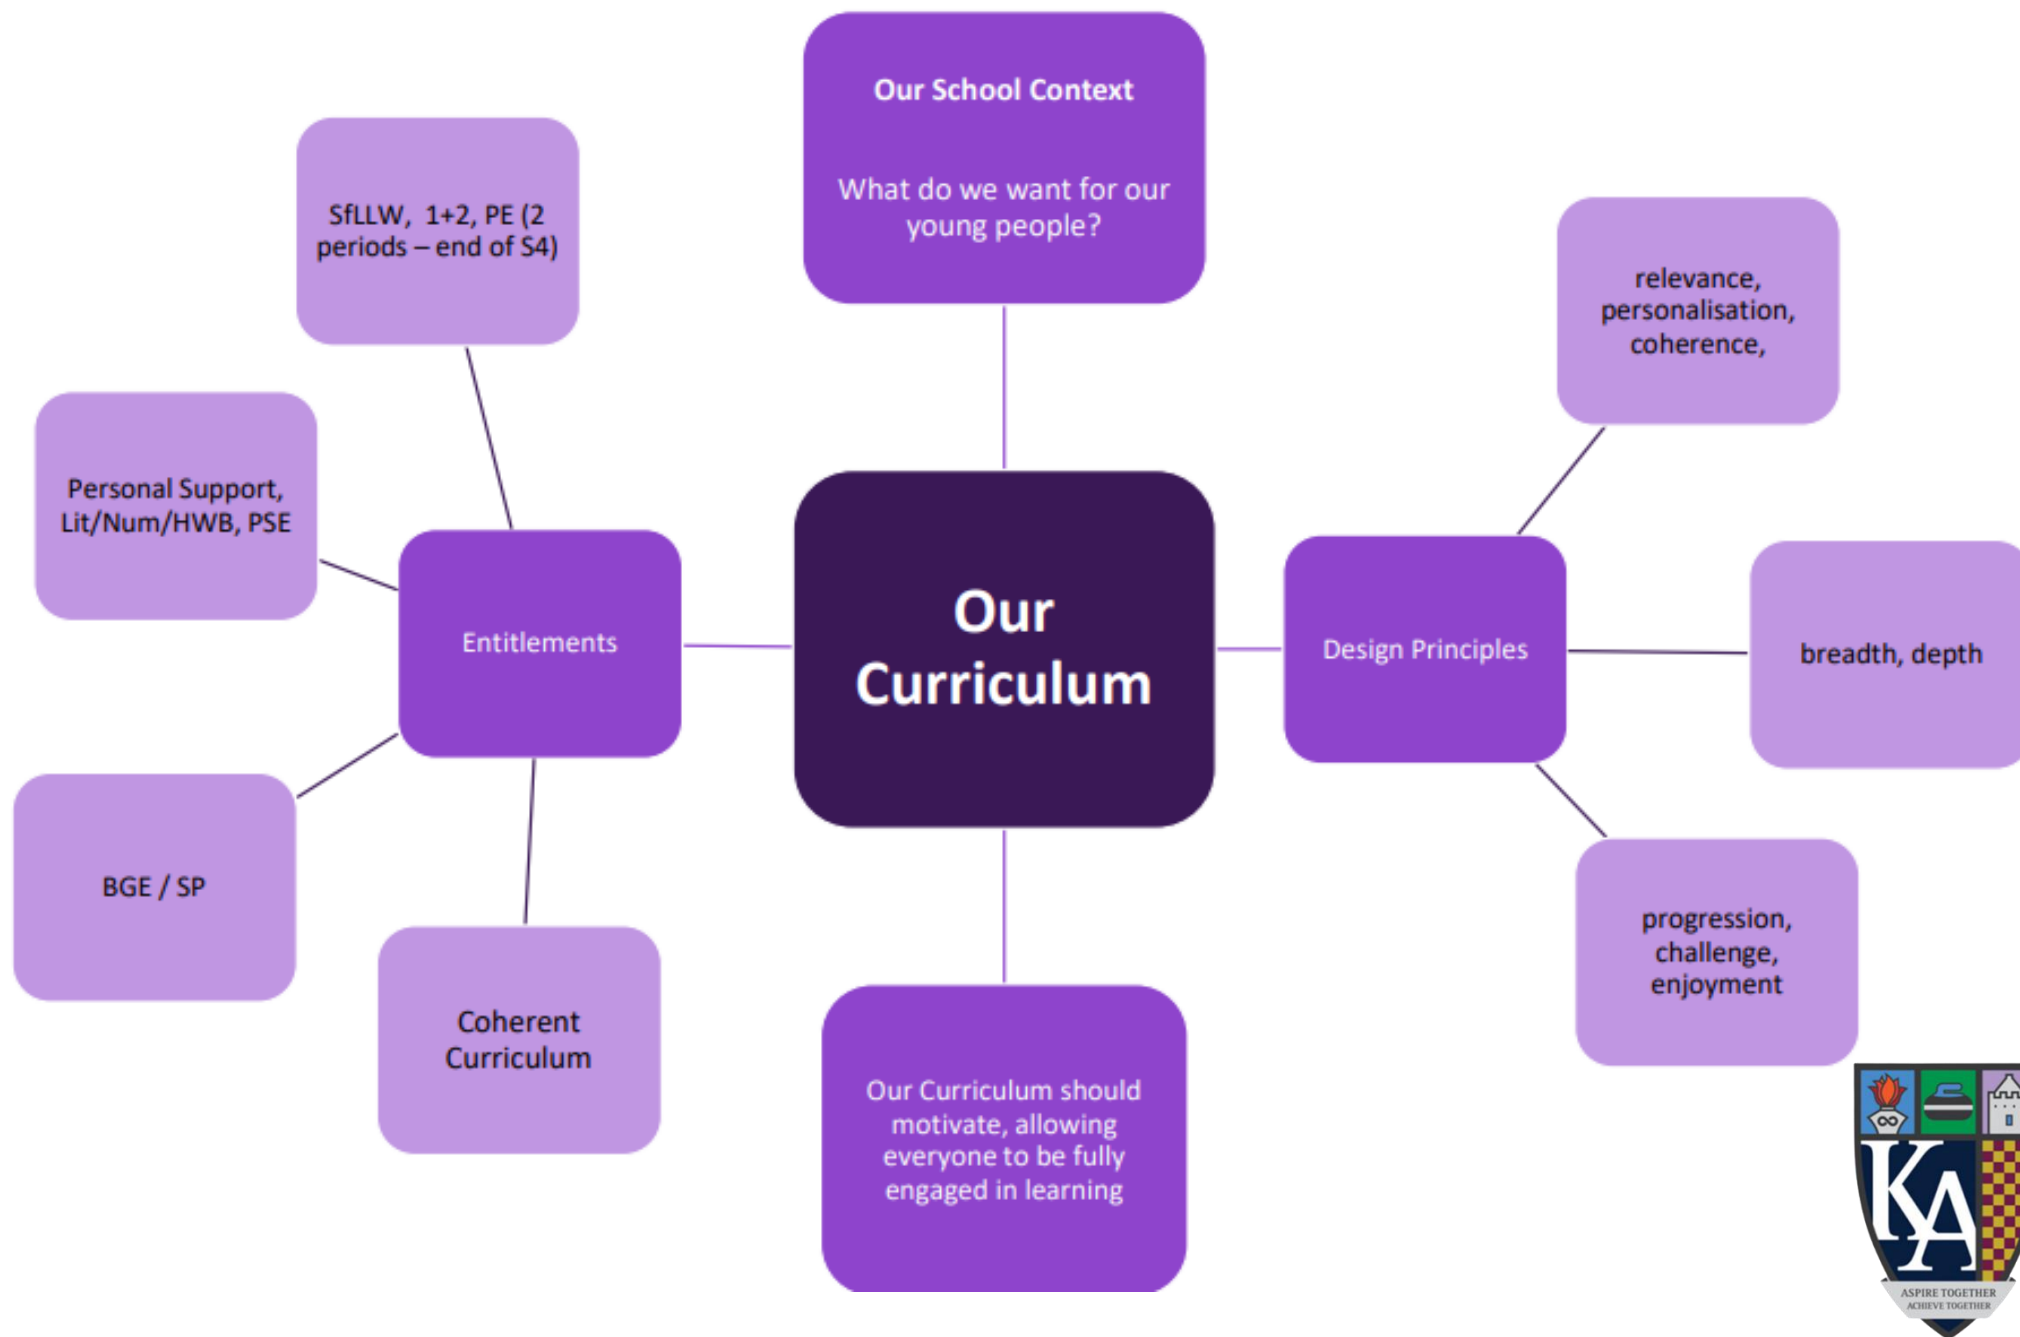 Our School Context
What do we want for our
young people?
SfLLW,  1+2, PE (2
periods – end of S4)
relevance,
personalisation,
coherence,
Personal Support,
Lit/Num/HWB, PSE
Entitlements
Our
Curriculum
Design Principles
breadth, depth
BGE / SP
Coherent
Curriculum
progression,
challenge,
enjoyment
Our Curriculum should
motivate, allowing
everyone to be fully
engaged in learning
KA
ASPIRE TOGETHER
ACHIEVE TOGETHER